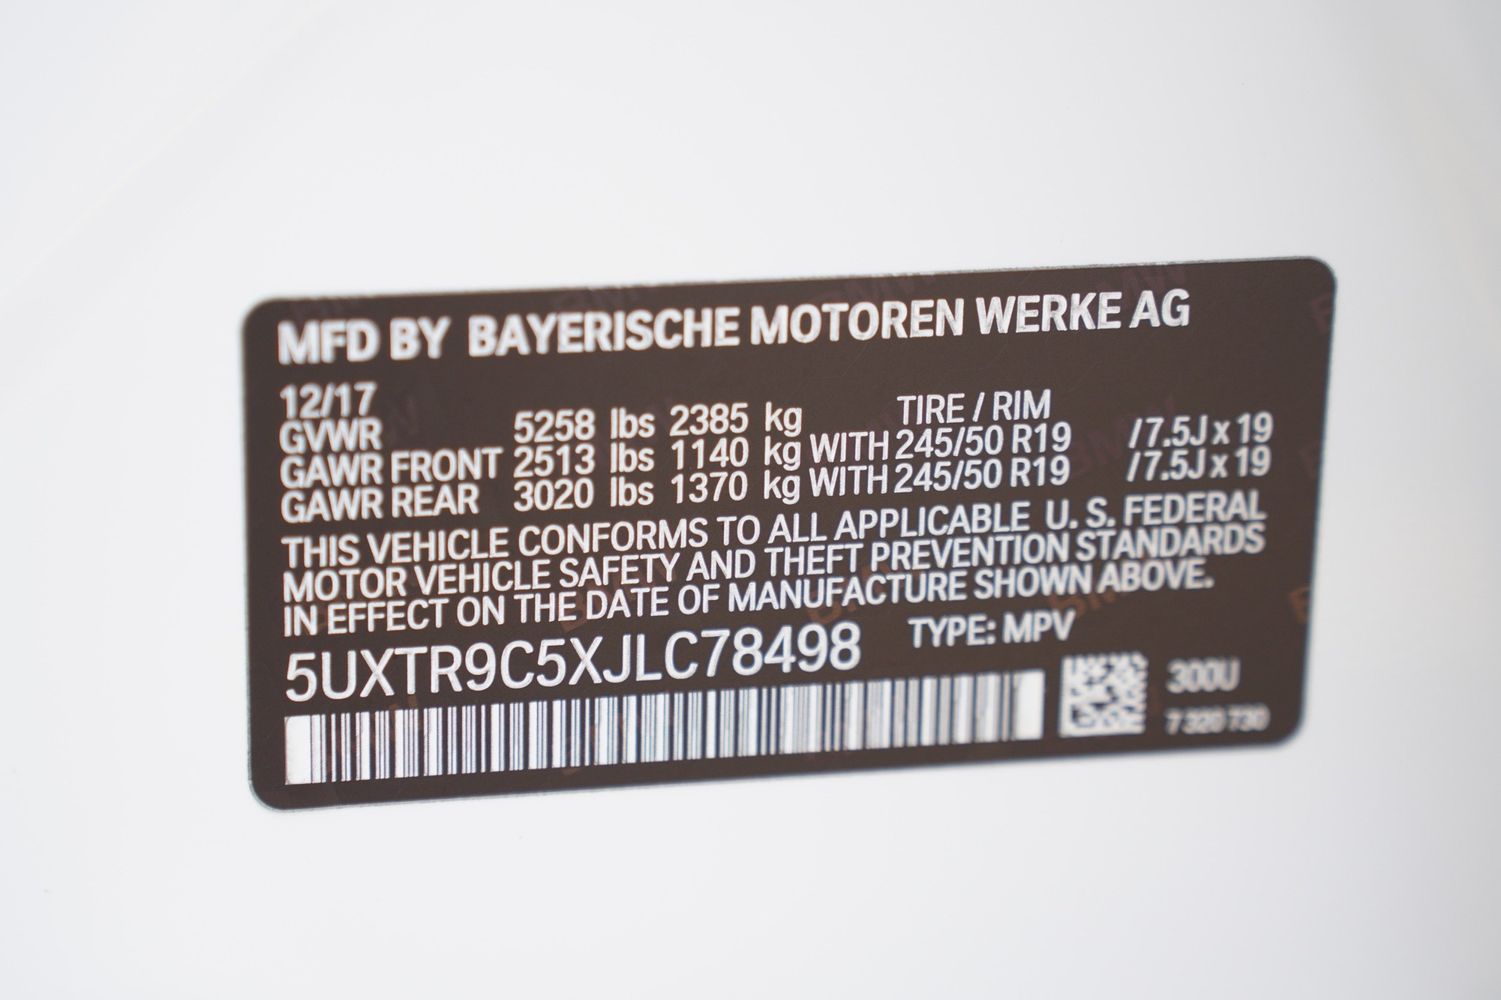 MFD BY BAYERISCHE MOTOREN WERKE AG
12/17 TIRE / RIM
GVWR 5258 lbs 2385 kg
GAWR FRONT 2513 lbs 1140 kg WITH 245/50 R19 /7.5J x 19
GAWR REAR 3020 lbs 1370 kg WITH 245/50 R19 /7.5J x 19
THIS VEHICLE CONFORMS TO ALL APPLICABLE U. S. FEDERAL
MOTOR VEHICLE SAFETY AND THEFT PREVENTION STANDARDS
IN EFFECT ON THE DATE OF MANUFACTURE SHOWN ABOVE.
5UXTR9C5XJLC78498 TYPE: MPV
300U
7 320 730